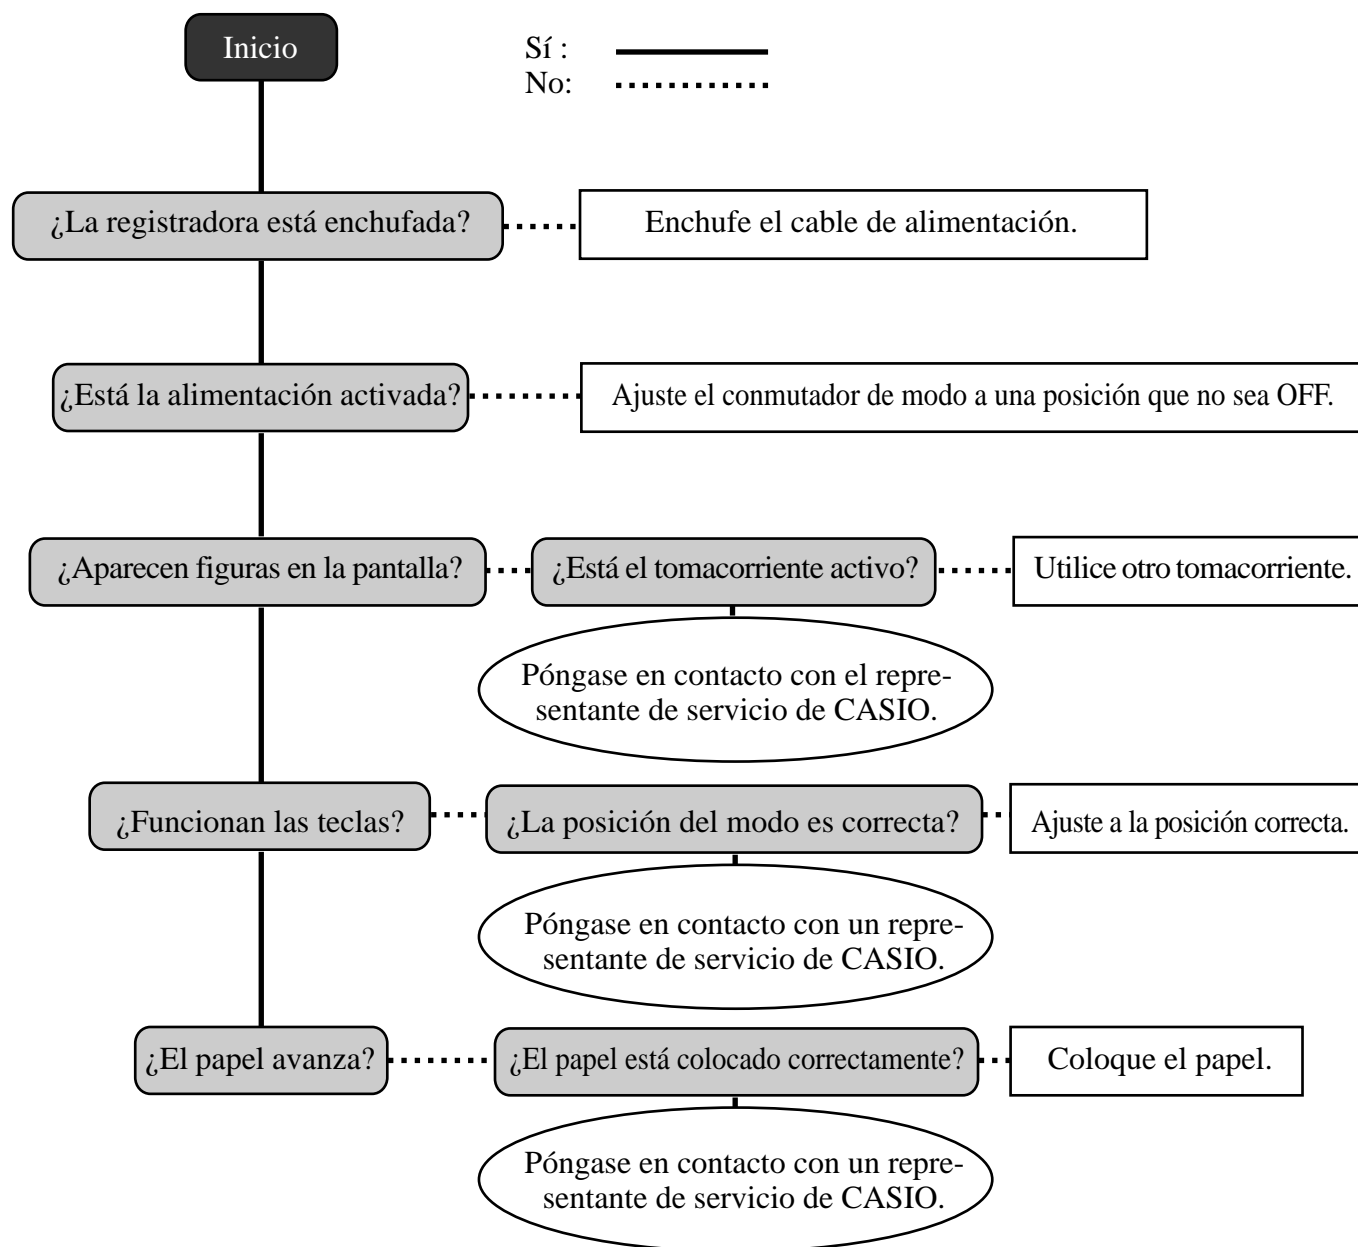 Inicio
Sí :
No:
¿La registradora está enchufada?
Enchufe el cable de alimentación.
¿Está la alimentación activada?
Ajuste el conmutador de modo a una posición que no sea OFF.
¿Aparecen figuras en la pantalla?
¿Está el tomacorriente activo?
Utilice otro tomacorriente.
Póngase en contacto con el repre-
sentante de servicio de CASIO.
¿Funcionan las teclas?
¿La posición del modo es correcta?
Ajuste a la posición correcta.
Póngase en contacto con un repre-
sentante de servicio de CASIO.
¿El papel avanza?
¿El papel está colocado correctamente?
Coloque el papel.
Póngase en contacto con un repre-
sentante de servicio de CASIO.